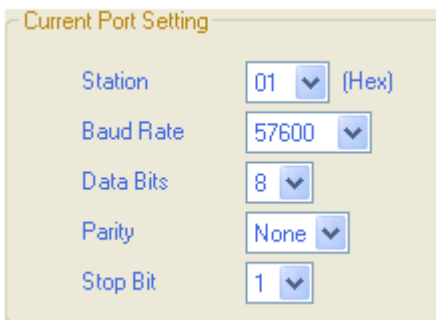 Current Port Setting
Station 01 (Hex)
Baud Rate 57600
Data Bits 8
Parity None
Stop Bit 1